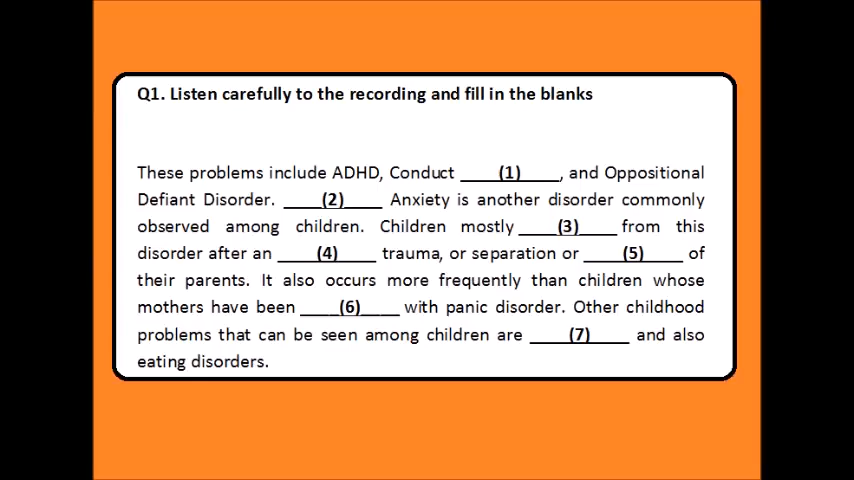 Q1. Listen carefully to the recording and fill in the blanks
These problems include ADHD, Conduct ____(1)____, and Oppositional
Defiant Disorder. ____(2)____ Anxiety is another disorder commonly
observed among children. Children mostly ____(3)____ from this
disorder after an ____(4)____ trauma, or separation or ____(5)____ of
their parents. It also occurs more frequently than children whose
mothers have been ____(6)____ with panic disorder. Other childhood
problems that can be seen among children are ____(7)____ and also
eating disorders.